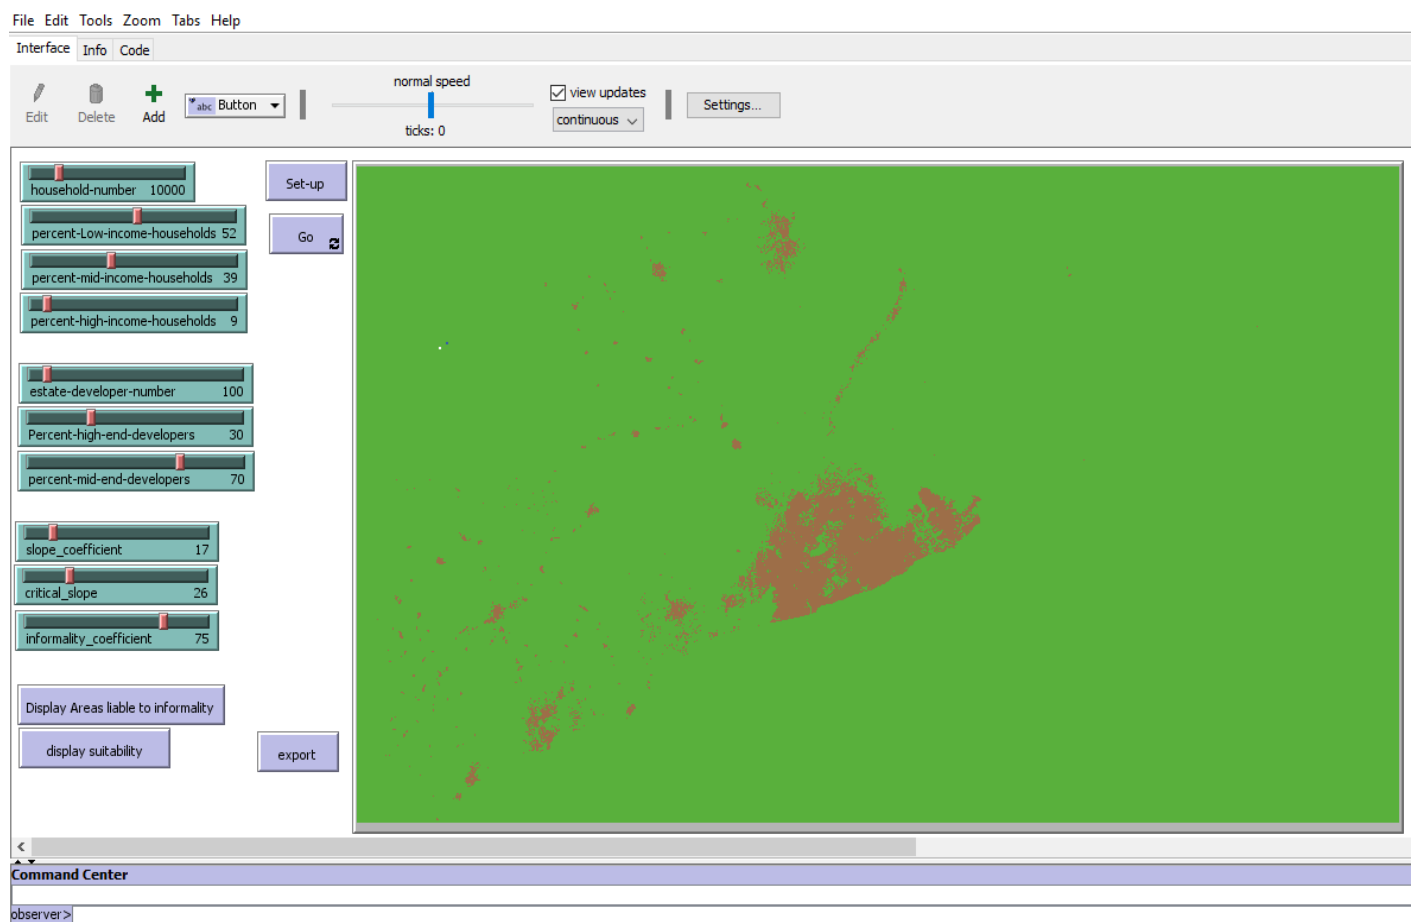 File Edit Tools Zoom Tabs Help
Interface Info Code
Edit Delete Add abc Button normal speed ticks: 0 view updates continuous Settings...
household-number 10000
percent-Low-income-households 52
percent-mid-income-households 39
percent-high-income-households 9
estate-developer-number 100
Percent-high-end-developers 30
percent-mid-end-developers 70
slope_coefficient 17
critical_slope 26
informality_coefficient 75
Display Areas liable to informality
display suitability
Set-up
Go
export
Command Center
observer>